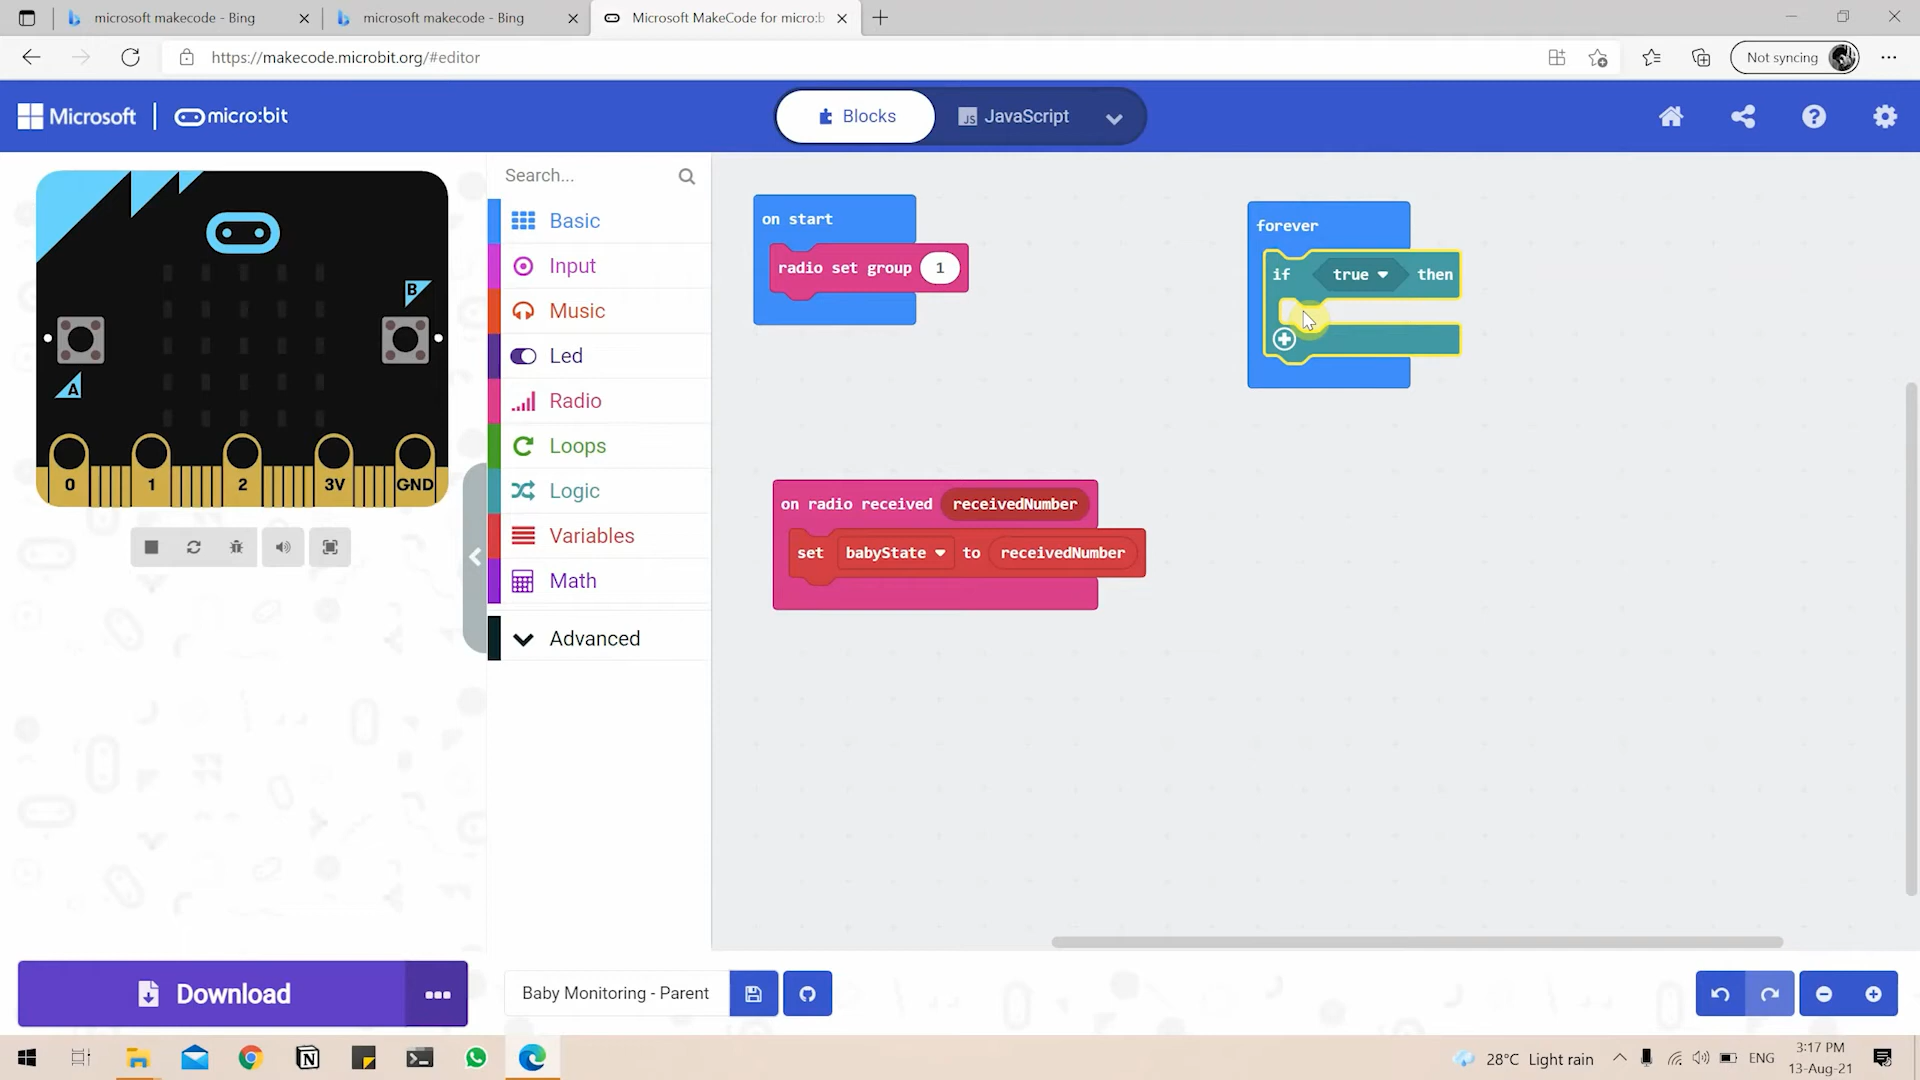 microsoft makecode - Bing
microsoft makecode - Bing
Microsoft MakeCode for micro:b
https://makecode.microbit.org/#editor
Not syncing
Microsoft
micro:bit
Blocks
JS JavaScript
Search...
Basic
Input
Music
Led
Radio
Loops
Logic
Variables
Math
Advanced
B
A
0 1 2 3V GND
on start
radio set group 1
forever
if true then
on radio received receivedNumber
set babyState to receivedNumber
Download
Baby Monitoring - Parent
28°C Light rain
ENG
3:17 PM
13-Aug-21